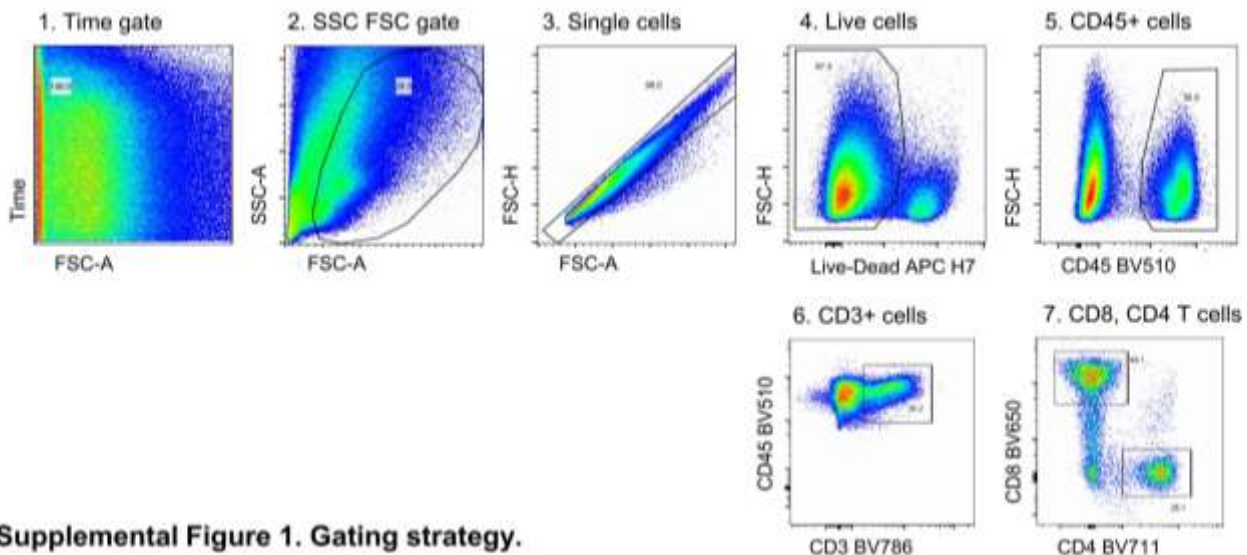 1. Time gate
2. SSC FSC gate
3. Single cells
4. Live cells
5. CD45+ cells
Time
FSC-A
SSC-A
FSC-A
FSC-H
FSC-A
FSC-H
Live-Dead APC H7
FSC-H
CD45 BV510
6. CD3+ cells
7. CD8, CD4 T cells
CD45 BV510
CD3 BV786
CD8 BV650
CD4 BV711
Supplemental Figure 1. Gating strategy.